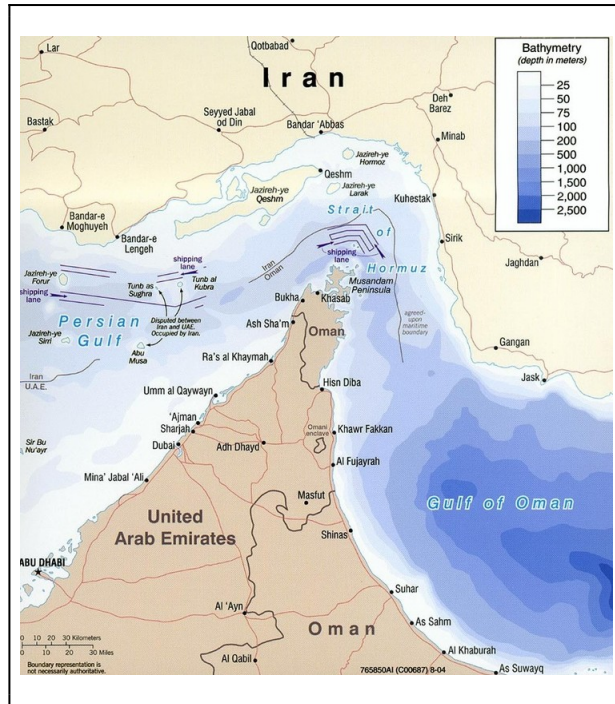 Bathymetry
(depth in meters)
25
50
75
100
200
500
1,000
1,500
2,000
2,500
Lar
Qotbabad
Iran
Deh
Barez
Bastak
Seyyed Jabal
od Din
Bandar 'Abbas
Minab
Jazireh-ye
Hormoz
Qeshm
Jazireh-ye
Larak
Jazireh-ye
Qeshm
Kuhestak
Strait
of
Hormuz
Bandar-e
Moghuyeh
Bandar-e
Lengeh
Sirik
shipping
lane
shipping
lane
Iran
Oman
Jaghdan
Jazireh-ye
Forur
Tunb as
Sughra
Tunb al
Kubra
Musandam
Peninsula
shipping
lane
Bukha
Khasab
Persian
Gulf
Disputed between
Iran and UAE.
Occupied by Iran.
agreed-
upon
maritime
boundary
Ash Sha'm
Oman
Jazireh-ye
Sirri
Abu
Musa
Gangan
Ra's al Khaymah
Iran
U.A.E.
Jask
Hisn Diba
Umm al Qaywayn
'Ajman
Sharjah
Dubai
Omani
enclave
Khawr Fakkan
Adh Dhayd
Sir Bu
Nu'ayr
Al Fujayrah
Mina' Jabal 'Ali
Masfut
Gulf of Oman
United
Arab Emirates
Shinas
ABU DHABI
Suhar
Al 'Ayn
As Sahm
Oman
0 10 20 30 Kilometers
0 10 20 30 Miles
Al Khaburah
Al Qabil
Boundary representation is
not necessarily authoritative.
765850AI (C00687) 8-04
As Suwayq